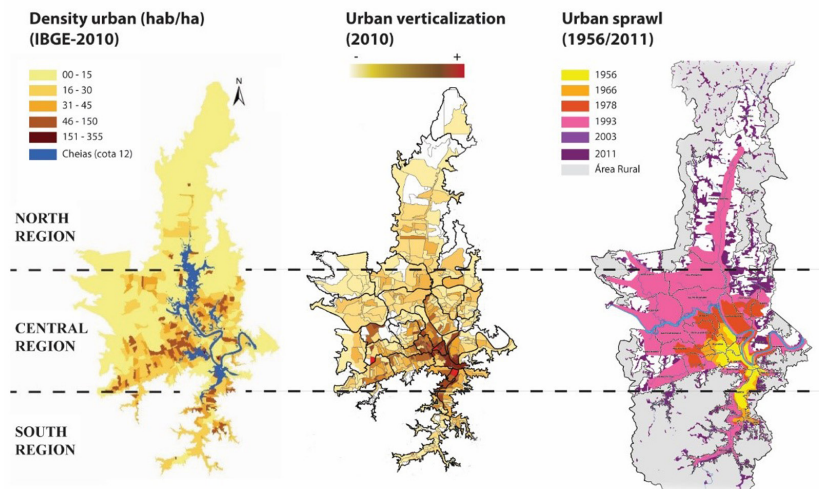 Density urban (hab/ha)
(IBGE-2010)
00 - 15
16 - 30
31 - 45
46 - 150
151 - 355
Cheias (cota 12)
N
Urban verticalization
(2010)
-
+
Urban sprawl
(1956/2011)
1956
1966
1978
1993
2003
2011
Área Rural
NORTH
REGION
CENTRAL
REGION
SOUTH
REGION